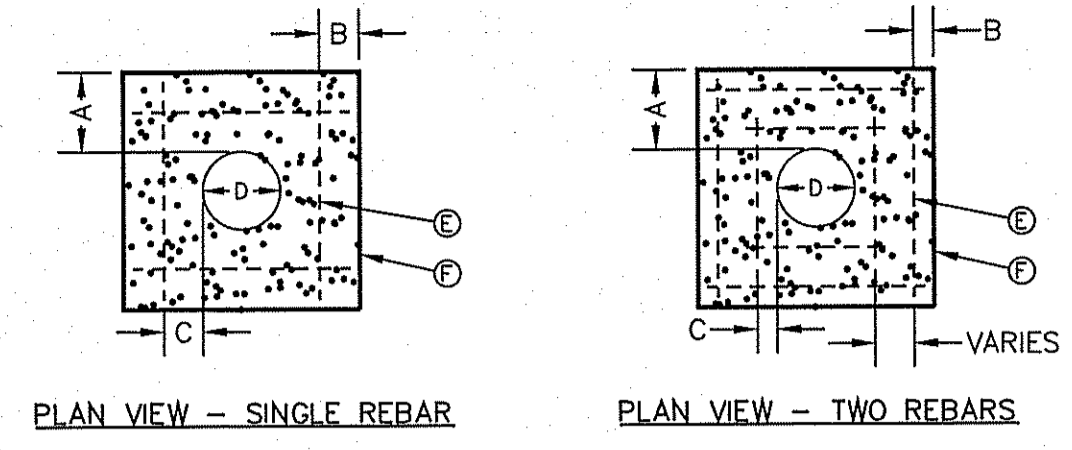 B
A
D
E
F
C
PLAN VIEW - SINGLE REBAR
B
A
D
E
F
C
VARIES
PLAN VIEW - TWO REBARS